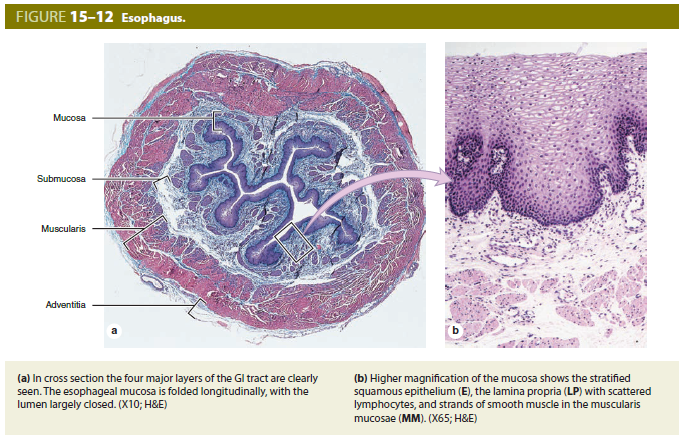 FIGURE 15–12 Esophagus.
Mucosa
Submucosa
Muscularis
Adventitia
a
b
(a) In cross section the four major layers of the GI tract are clearly
seen. The esophageal mucosa is folded longitudinally, with the
lumen largely closed. (X10; H&E)
(b) Higher magnification of the mucosa shows the stratified
squamous epithelium (E), the lamina propria (LP) with scattered
lymphocytes, and strands of smooth muscle in the muscularis
mucosae (MM). (X65; H&E)